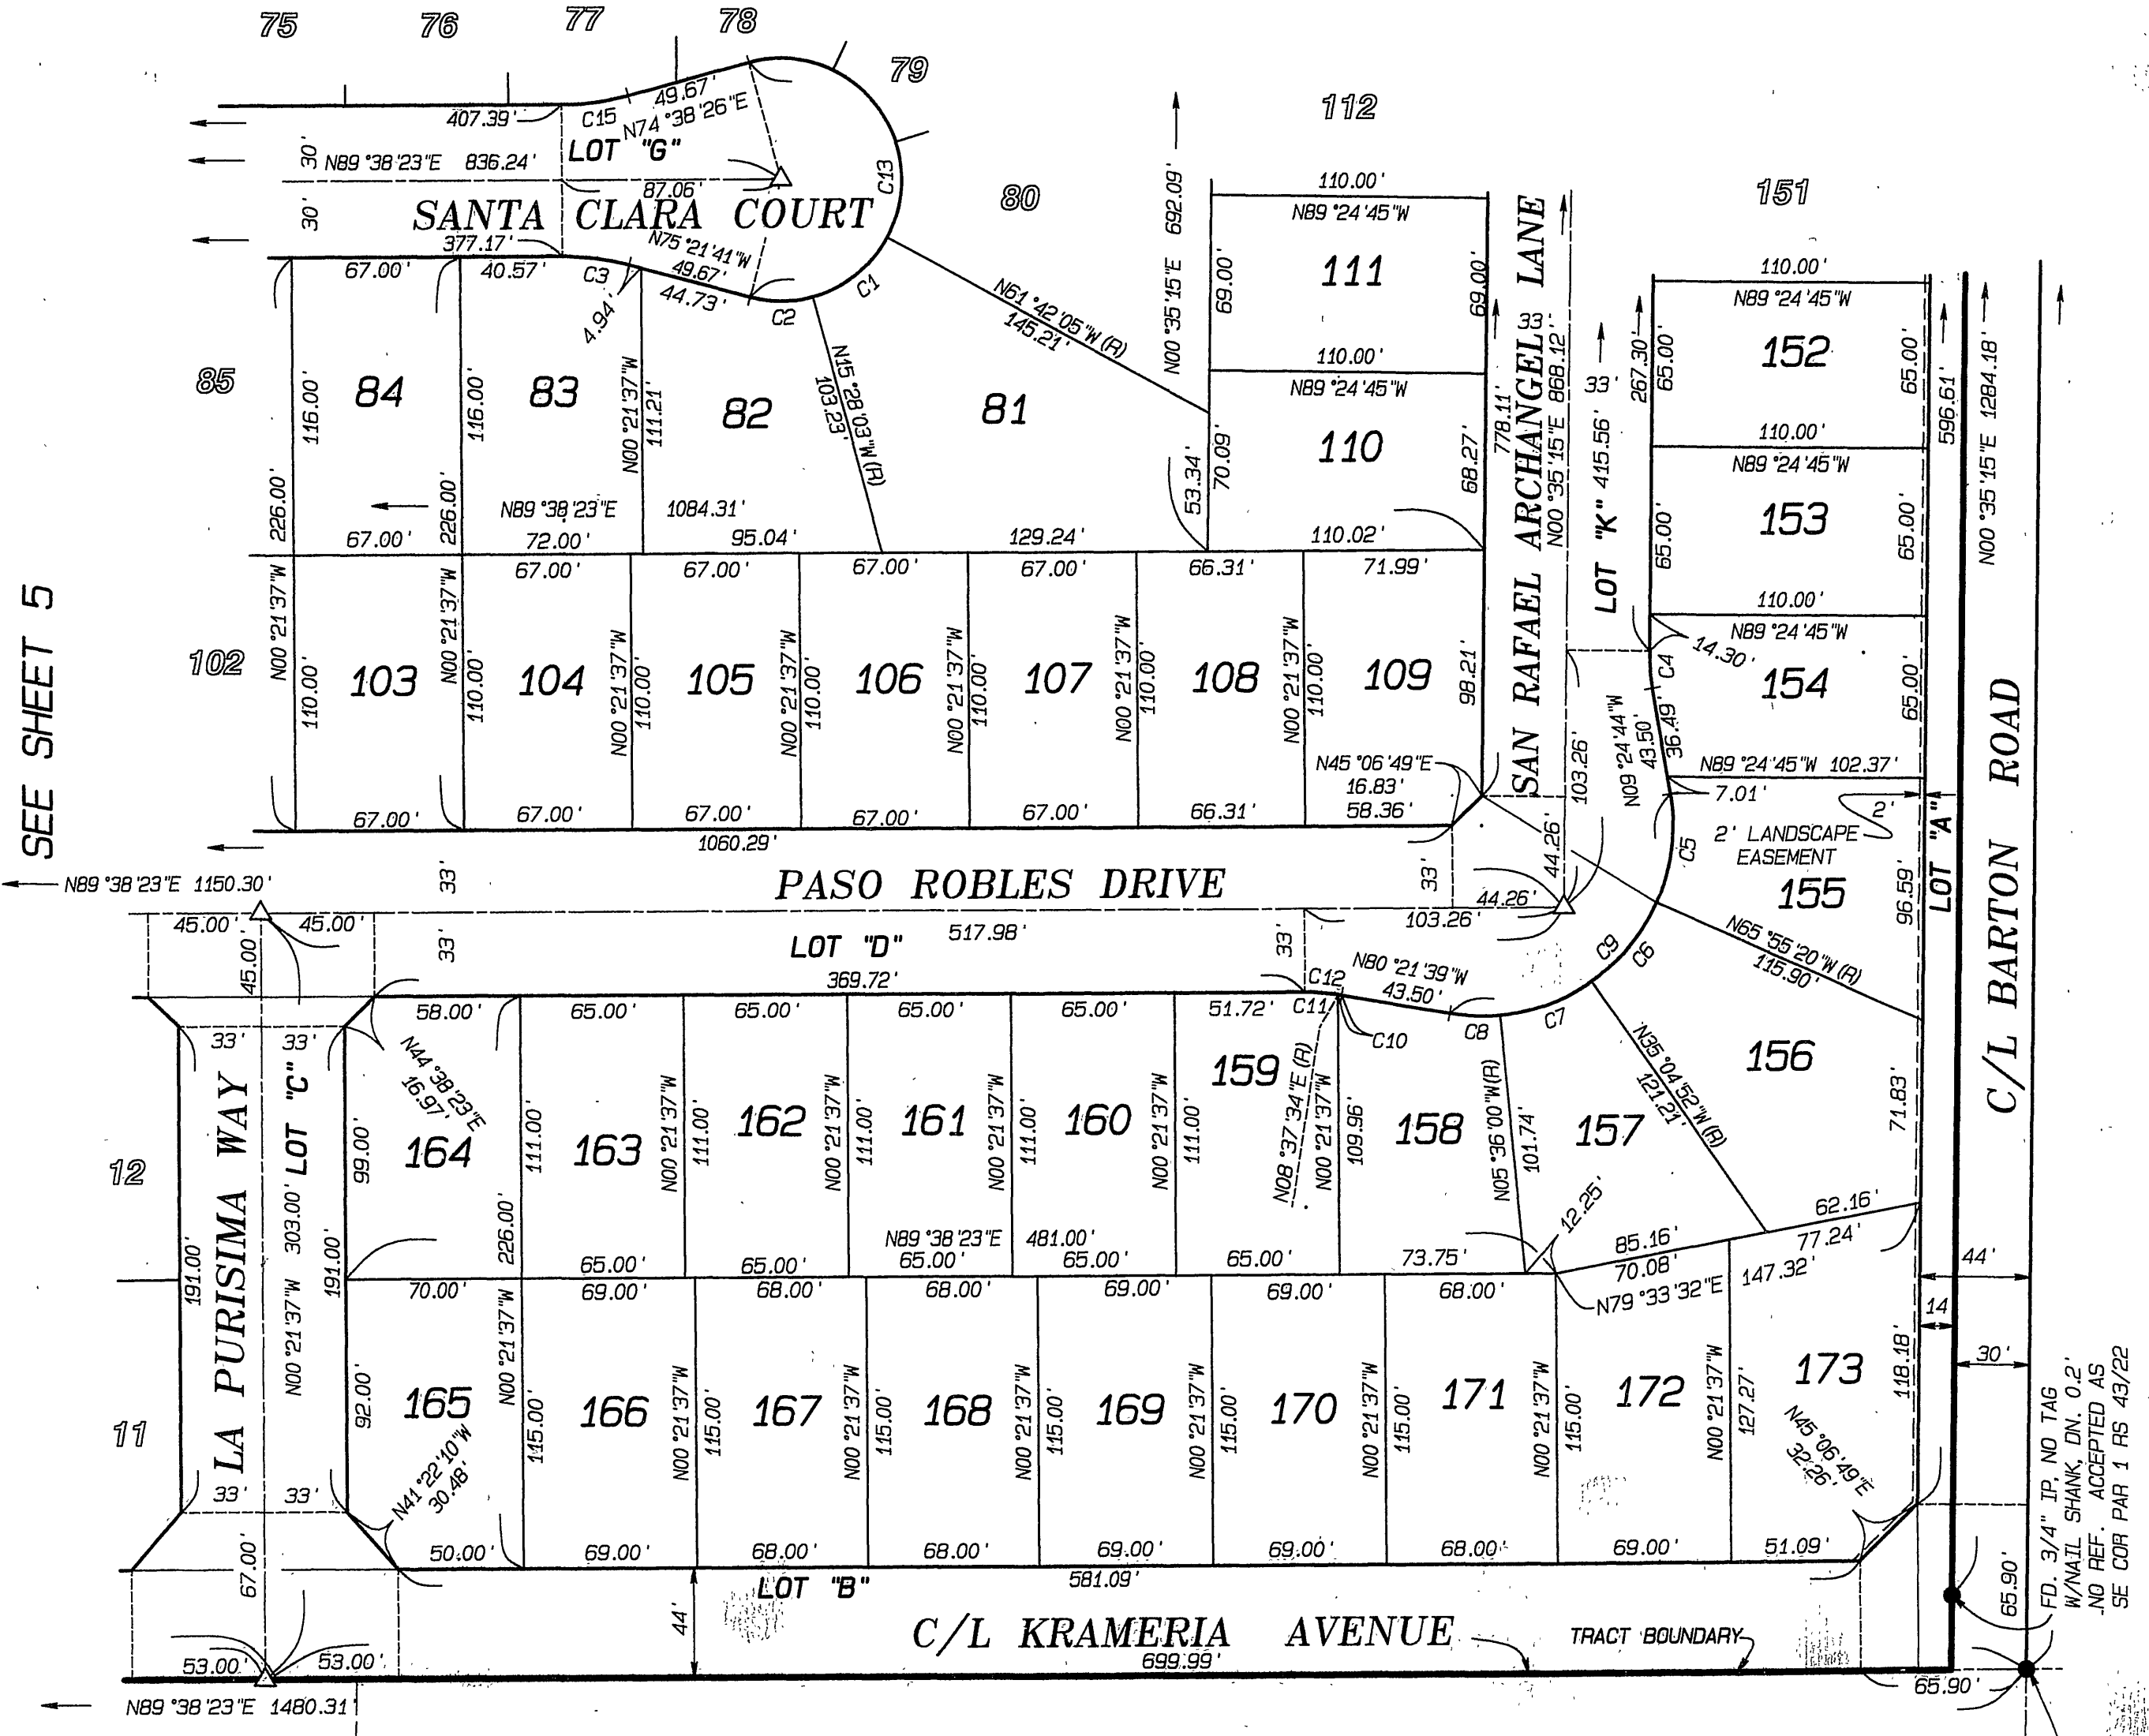 75 76 77 78
79
112
151
49.67'
407.39'
C15
N74°38'26"E
LOT "G"
30'
N89°38'23"E 836.24'
87.06'
C13
30'
SANTA CLARA COURT
377.17'
N75°21'41"W
49.67'
80
67.00' 40.57' C3
4.94'
44.73'
C2
C1
N61°42'05"W (R)
145.21'
N15°28'03"W (R)
103.23'
N00°35'15"E 692.09'
110.00'
N89°24'45"W
69.00'
111
69.00'
110.00'
N89°24'45"W
53.34'
70.09'
110
68.27'
778.11'
SAN RAFAEL ARCHANGEL LANE
33'
N00°35'15"E 868.12'
33'
LOT "K" 415.56'
267.30'
110.00'
N89°24'45"W
65.00'
152
65.00'
110.00'
N89°24'45"W
65.00'
153
65.00'
110.00'
N89°24'45"W
14.30'
154
65.00'
596.61'
N00°35'15"E 1284.18'
85
116.00'
84
116.00'
83
N00°21'37"W
111.21'
82
81
226.00'
226.00'
N89°38'23"E 1084.31'
67.00' 72.00' 95.04' 129.24' 110.02'
67.00' 67.00' 67.00' 67.00' 66.31' 71.99'
SEE SHEET 5
102
N00°21'37"W
110.00'
103
N00°21'37"W
110.00'
104
N00°21'37"W
110.00'
105
N00°21'37"W
110.00'
106
N00°21'37"W
110.00'
107
N00°21'37"W
110.00'
108
N00°21'37"W
110.00'
109
98.21'
N45°06'49"E
16.83'
67.00' 67.00' 67.00' 67.00' 67.00' 66.31' 58.36'
1060.29'
103.26'
44.26'
C4
N09°24'44"W
43.50'
36.49'
N89°24'45"W 102.37'
7.01'
2'
2' LANDSCAPE
EASEMENT
C5
155
96.59'
LOT "A"
C/L BARTON ROAD
N89°38'23"E 1150.30'
33'
PASO ROBLES DRIVE
33'
44.26'
103.26'
45.00' 45.00'
45.00'
33'
LOT "D" 517.98'
33'
369.72'
C12
N80°21'39"W
43.50'
C9
C6
N65°55'20"W (R)
115.90'
58.00' 65.00' 65.00' 65.00' 65.00' 51.72' C11
C10
C8
C7
33' 33'
N44°38'23"E
16.97'
LA PURISIMA WAY
N00°21'37"W 303.00' LOT "C"
12
11
191.00'
191.00'
99.00'
164
111.00'
226.00'
163
N00°21'37"W
111.00'
162
N00°21'37"W
111.00'
161
N00°21'37"W
111.00'
160
N00°21'37"W
111.00'
159
N08°37'34"E (R)
N00°21'37"W
109.96'
158
N05°36'00"W(R)
101.74'
157
N35°04'52"W (R)
121.21'
156
71.83'
12.25'
62.16'
N89°38'23"E 481.00'
65.00' 65.00' 65.00' 65.00' 65.00' 73.75'
85.16'
77.24'
70.08'
147.32'
N79°33'32"E
44'
14
30'
70.00' 69.00' 68.00' 68.00' 69.00' 69.00' 68.00'
92.00'
165
N41°22'10"W
30.48'
N00°21'37"W
115.00'
166
N00°21'37"W
115.00'
167
N00°21'37"W
115.00'
168
N00°21'37"W
115.00'
169
N00°21'37"W
115.00'
170
N00°21'37"W
115.00'
171
N00°21'37"W
115.00'
172
N00°21'37"W
127.27'
173
118.18'
N45°06'49"E
32.26'
33' 33'
67.00'
50.00' 69.00' 68.00' 68.00' 69.00' 69.00' 68.00' 69.00' 51.09'
LOT "B" 581.09'
44'
C/L KRAMERIA AVENUE
TRACT BOUNDARY
53.00' 53.00'
699.99'
N89°38'23"E 1480.31'
65.90'
65.90'
FD. 3/4" IP, NO TAG
W/NAIL SHANK, DN. 0.2'
NO REF. ACCEPTED AS
SE COR PAR 1 RS 43/22